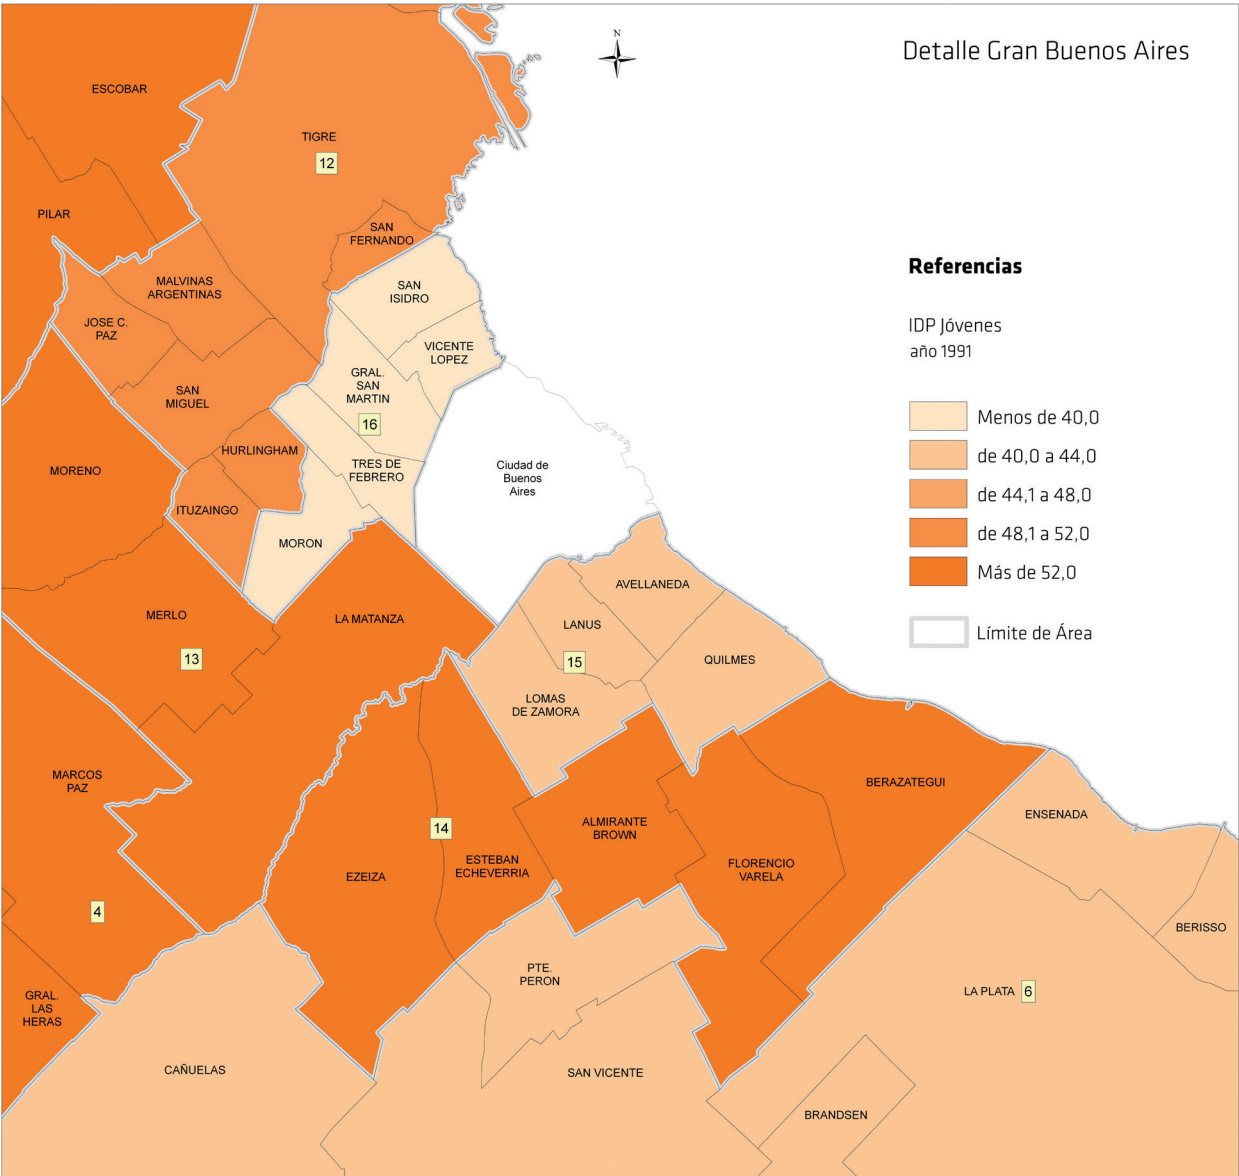 N
Detalle Gran Buenos Aires
ESCOBAR
TIGRE
12
PILAR
SAN
FERNANDO
MALVINAS
ARGENTINAS
SAN
ISIDRO
JOSE C.
PAZ
VICENTE
LOPEZ
GRAL.
SAN
MARTIN
16
SAN
MIGUEL
HURLINGHAM
TRES DE
FEBRERO
MORENO
Ciudad de
Buenos
Aires
ITUZAINGO
MORON
Referencias
IDP Jóvenes
año 1991
Menos de 40,0
de 40,0 a 44,0
de 44,1 a 48,0
de 48,1 a 52,0
Más de 52,0
Límite de Área
AVELLANEDA
MERLO
LA MATANZA
LANUS
13
15
QUILMES
LOMAS
DE ZAMORA
MARCOS
PAZ
BERAZATEGUI
14
ALMIRANTE
BROWN
ENSENADA
ESTEBAN
ECHEVERRIA
EZEIZA
FLORENCIO
VARELA
4
BERISSO
PTE.
PERON
LA PLATA
6
GRAL.
LAS
HERAS
CAÑUELAS
SAN VICENTE
BRANDSEN